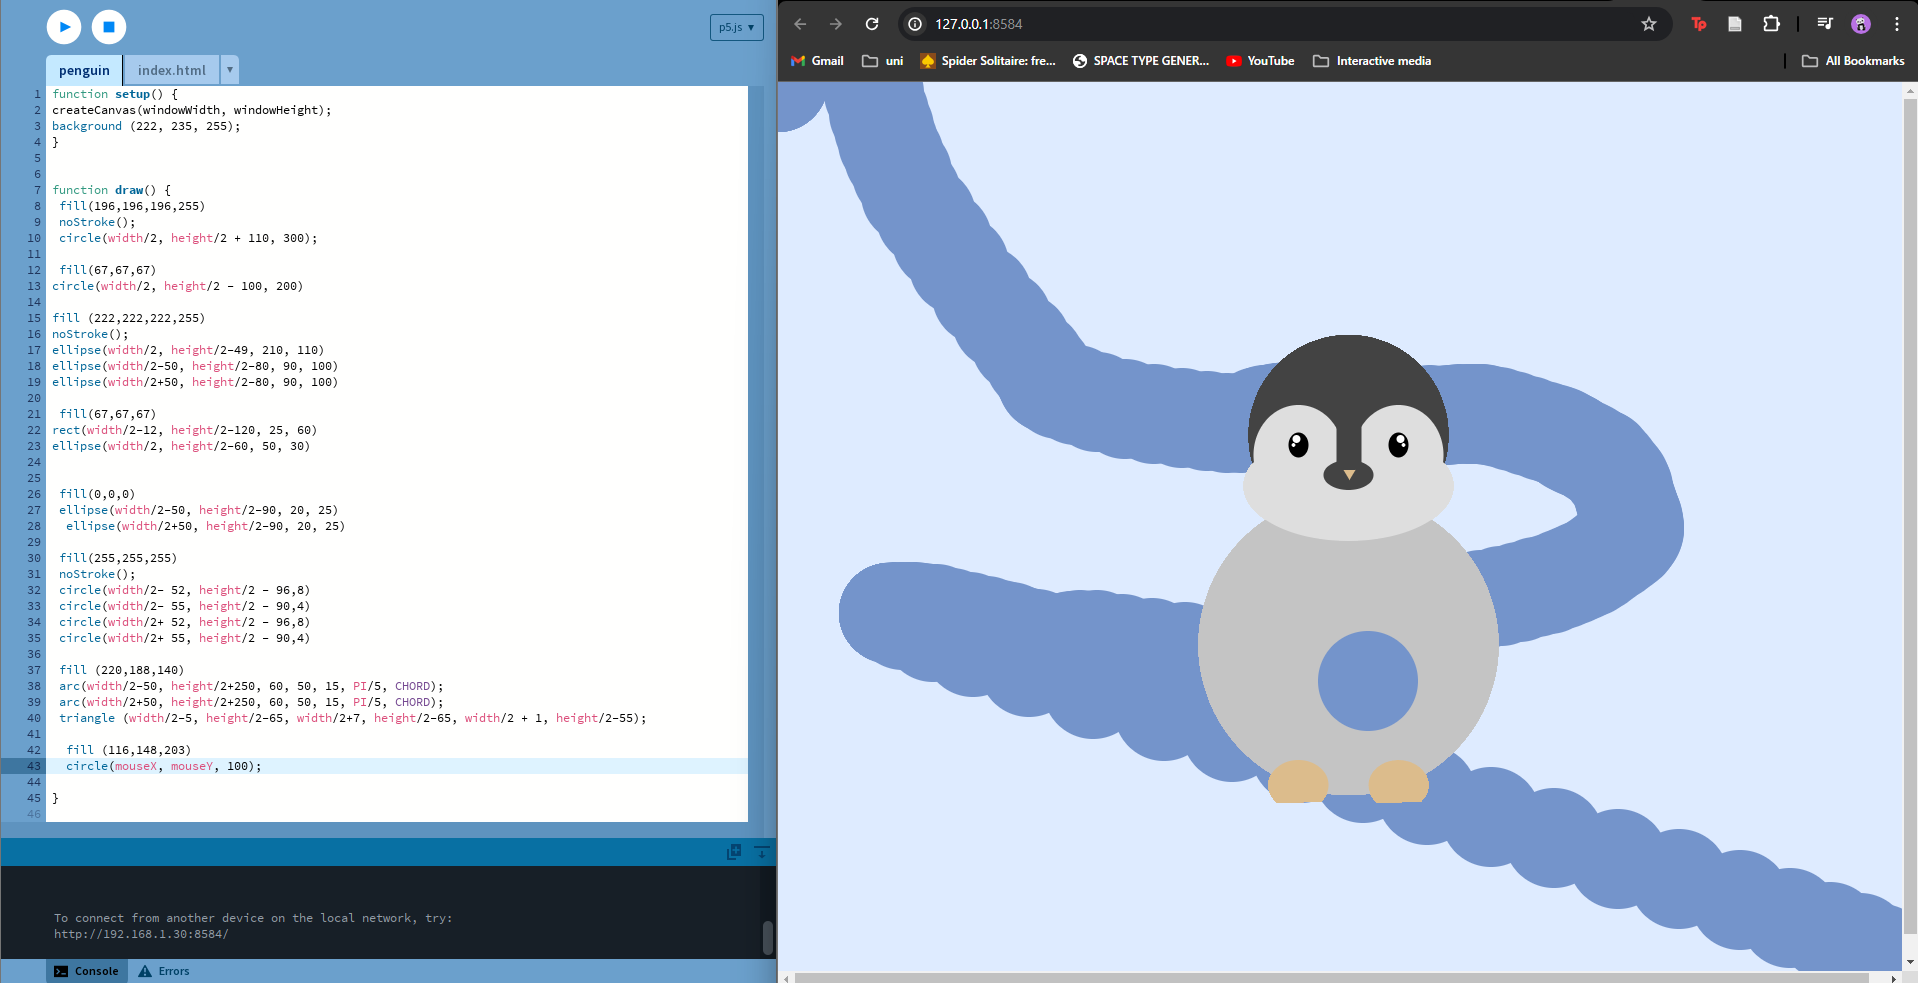 p5.js ▾
penguin
index.html
▾
1 function setup() {
2 createCanvas(windowWidth, windowHeight);
3 background (222, 235, 255);
4 }
5
6
7 function draw() {
8 fill(196,196,196,255)
9 noStroke();
10 circle(width/2, height/2 + 110, 300);
11
12 fill(67,67,67)
13 circle(width/2, height/2 - 100, 200)
14
15 fill (222,222,222,255)
16 noStroke();
17 ellipse(width/2, height/2-49, 210, 110)
18 ellipse(width/2-50, height/2-80, 90, 100)
19 ellipse(width/2+50, height/2-80, 90, 100)
20
21 fill(67,67,67)
22 rect(width/2-12, height/2-120, 25, 60)
23 ellipse(width/2, height/2-60, 50, 30)
24
25
26 fill(0,0,0)
27 ellipse(width/2-50, height/2-90, 20, 25)
28 ellipse(width/2+50, height/2-90, 20, 25)
29
30 fill(255,255,255)
31 noStroke();
32 circle(width/2- 52, height/2 - 96,8)
33 circle(width/2- 55, height/2 - 90,4)
34 circle(width/2+ 52, height/2 - 96,8)
35 circle(width/2+ 55, height/2 - 90,4)
36
37 fill (220,188,140)
38 arc(width/2-50, height/2+250, 60, 50, 15, PI/5, CHORD);
39 arc(width/2+50, height/2+250, 60, 50, 15, PI/5, CHORD);
40 triangle (width/2-5, height/2-65, width/2+7, height/2-65, width/2 + 1, height/2-55);
41
42 fill (116,148,203)
43 circle(mouseX, mouseY, 100);
44
45 }
46
To connect from another device on the local network, try:
http://192.168.1.30:8584/
Console
Errors
127.0.0.1:8584
Tp
Gmail
uni
Spider Solitaire: fre...
SPACE TYPE GENER...
YouTube
Interactive media
All Bookmarks